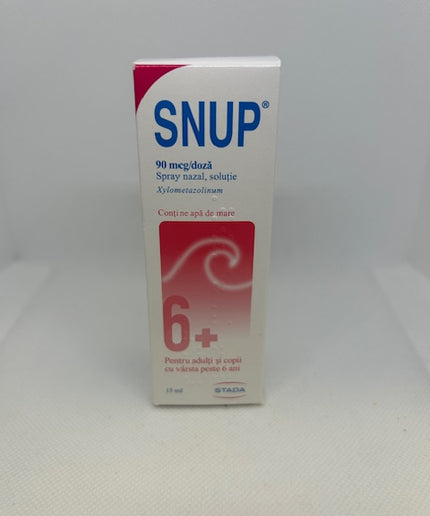 SNUP®
90 mcg/doză
Spray nazal, soluție
Xylometazolinum
Conține apă de mare
6+
Pentru adulți și copii
cu vârsta peste 6 ani
15 ml
STADA